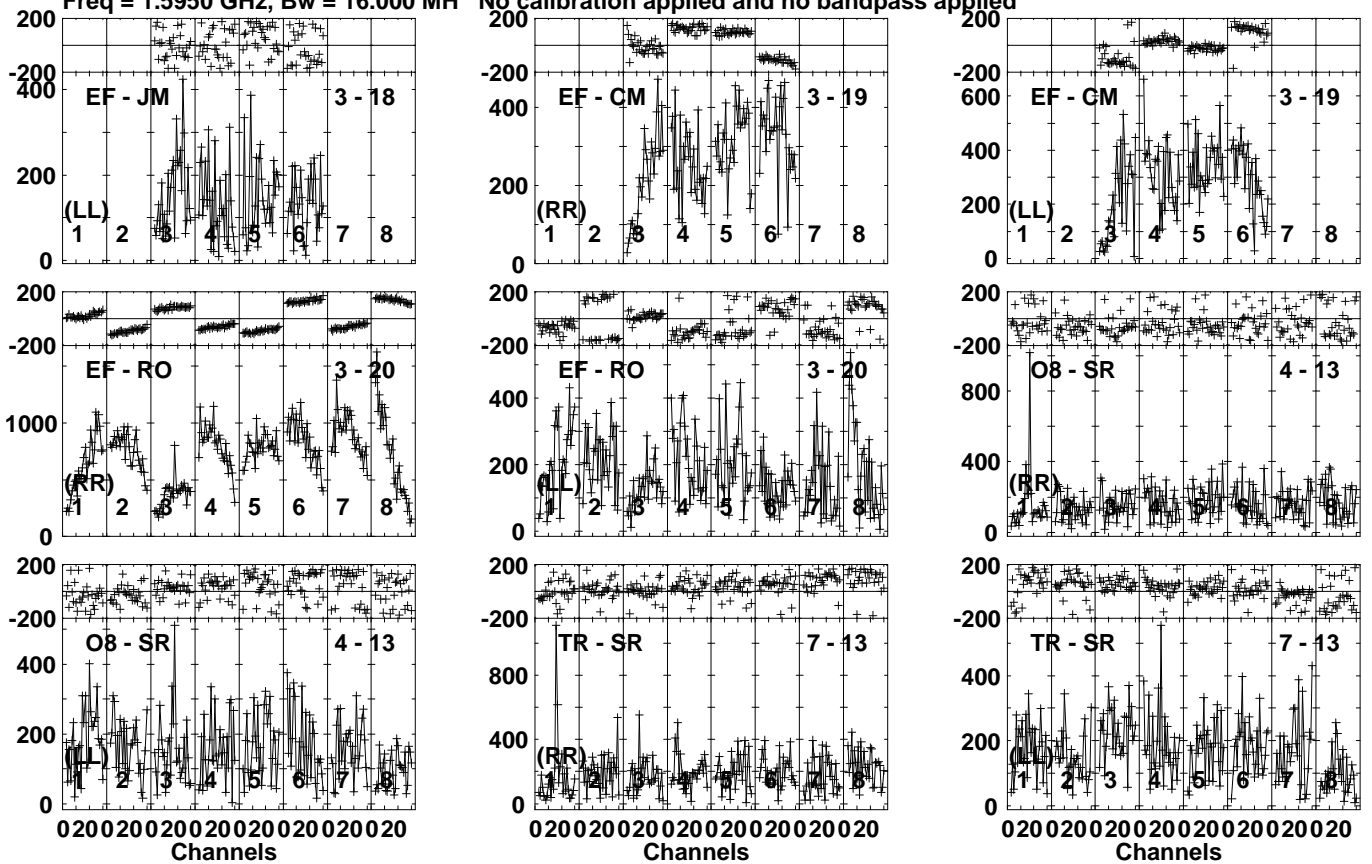 Freq = 1.5950 GHz, Bw = 16.000 MH No calibration applied and no bandpass applied
200 200 200
-200 -200 -200
400 EF - JM 3 - 18 400 EF - CM 3 - 19 600 EF - CM 3 - 19
200 200 400
200
(LL) (RR) (LL)
1 2 3 4 5 6 7 8 1 2 3 4 5 6 7 8 1 2 3 4 5 6 7 8
0 0 0
200 200 200
-200 -200 -200
EF - RO 3 - 20 EF - RO 3 - 20 O8 - SR 4 - 13
1000 400 800
200 400
(RR) (LL) (RR)
1 2 3 4 5 6 7 8 1 2 3 4 5 6 7 8 1 2 3 4 5 6 7 8
0 0 0
200 200 200
-200 -200 -200
O8 - SR 4 - 13 TR - SR 7 - 13 TR - SR 7 - 13
400 800 400
200 400 200
(LL) (RR) (LL)
1 2 3 4 5 6 7 8 1 2 3 4 5 6 7 8 1 2 3 4 5 6 7 8
0 0 0
0 20 0 20 0 20 0 20 0 20 0 20 0 20 0 20 0 20 0 20 0 20 0 20 0 20 0 20 0 20 0 20 0 20 0 20 0 20 0 20 0 20 0 20 0 20 0 20
Channels Channels Channels